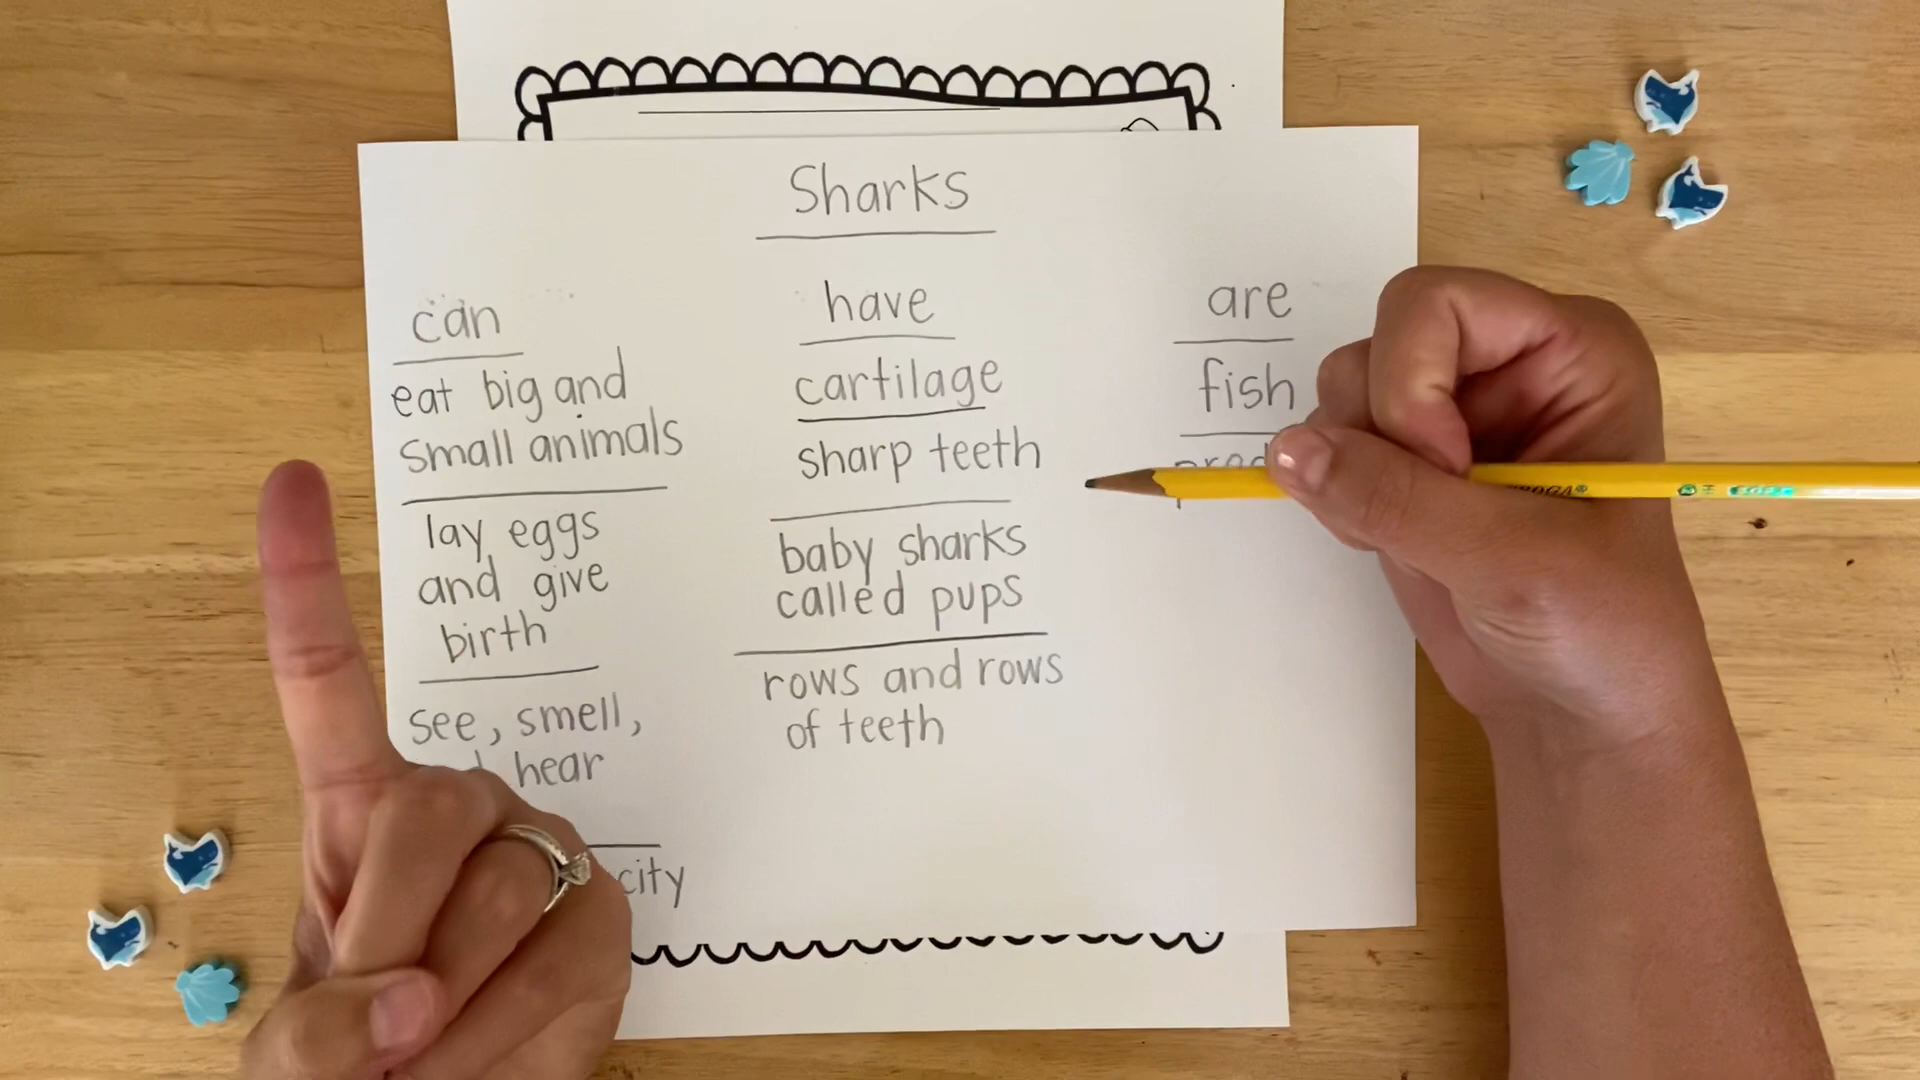 Sharks
can
eat big and
small animals
lay eggs
and give
birth
see, smell,
hear
have
cartilage
sharp teeth
baby sharks
called pups
rows and rows
of teeth
are
fish